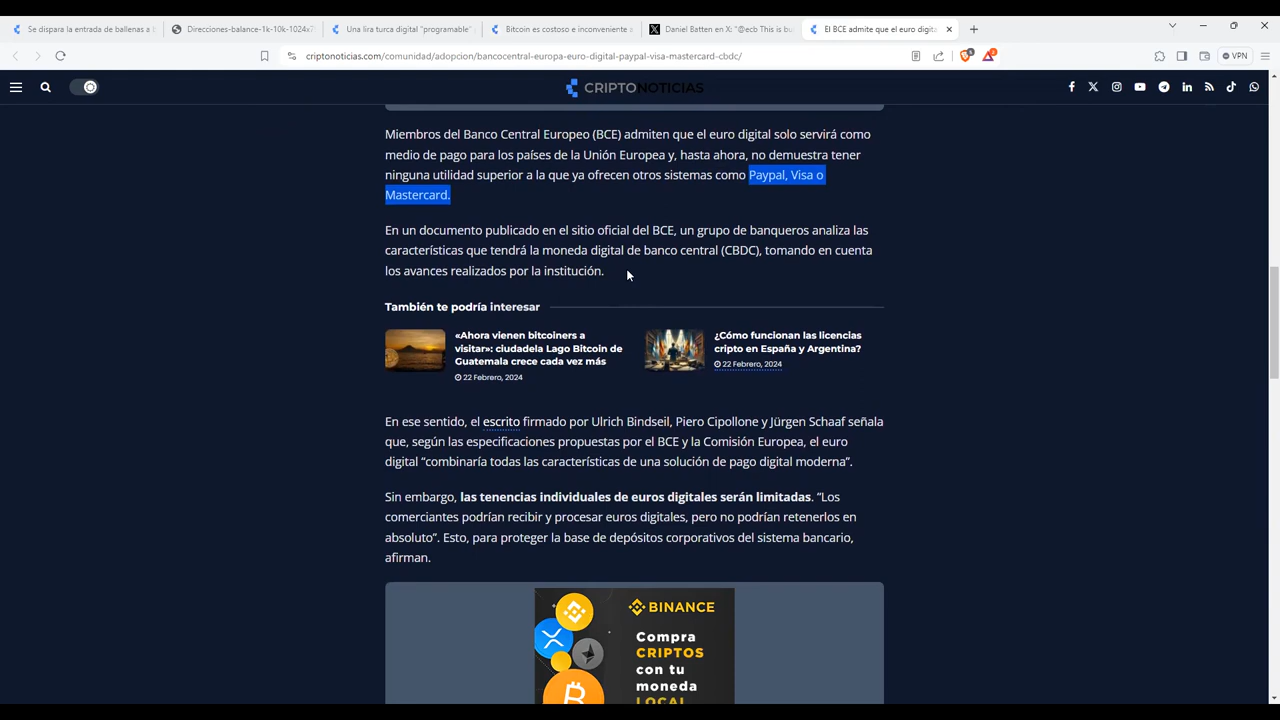 Se dispara la entrada de ballenas a b
Direcciones-balance-1k-10k-1024x7
Una lira turca digital "programable"
Bitcoin es costoso e inconveniente a
Daniel Batten en X: "@ecb This is bu
El BCE admite que el euro digita
criptonoticias.com/comunidad/adopcion/bancocentral-europa-euro-digital-paypal-visa-mastercard-cbdc/
VPN
CRIPTONOTICIAS
Miembros del Banco Central Europeo (BCE) admiten que el euro digital solo servirá como
medio de pago para los países de la Unión Europea y, hasta ahora, no demuestra tener
ninguna utilidad superior a la que ya ofrecen otros sistemas como Paypal, Visa o
Mastercard.
En un documento publicado en el sitio oficial del BCE, un grupo de banqueros analiza las
características que tendrá la moneda digital de banco central (CBDC), tomando en cuenta
los avances realizados por la institución.
También te podría interesar
«Ahora vienen bitcoiners a
visitar»: ciudadela Lago Bitcoin de
Guatemala crece cada vez más
22 Febrero, 2024
¿Cómo funcionan las licencias
cripto en España y Argentina?
22 Febrero, 2024
En ese sentido, el escrito firmado por Ulrich Bindseil, Piero Cipollone y Jürgen Schaaf señala
que, según las especificaciones propuestas por el BCE y la Comisión Europea, el euro
digital “combinaría todas las características de una solución de pago digital moderna”.
Sin embargo, las tenencias individuales de euros digitales serán limitadas. “Los
comerciantes podrían recibir y procesar euros digitales, pero no podrían retenerlos en
absoluto”. Esto, para proteger la base de depósitos corporativos del sistema bancario,
afirman.
BINANCE
Compra
CRIPTOS
con tu
moneda
LOCAL